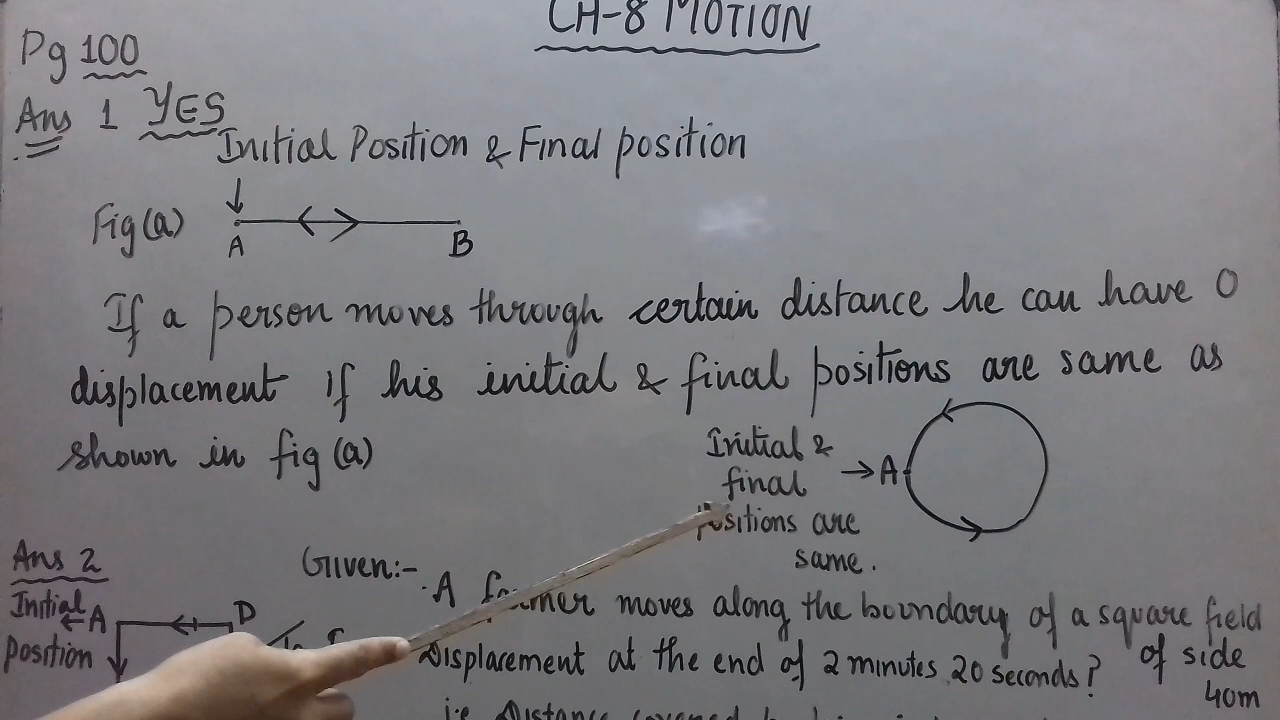 CH-8 MOTION
Pg 100
Ans 1 YES
Initial Position & Final position
Fig(a)
A B
If a person moves through certain distance he can have 0
displacement if his initial & final positions are same as
shown in fig (a)
Initial &
final
positions are
same.
A
Ans 2
Initial
position
A D
Given:-
A farmer moves along the boundary of a square field
of side
40m
Displacement at the end of 2 minutes 20 seconds?
i.e Distance covered